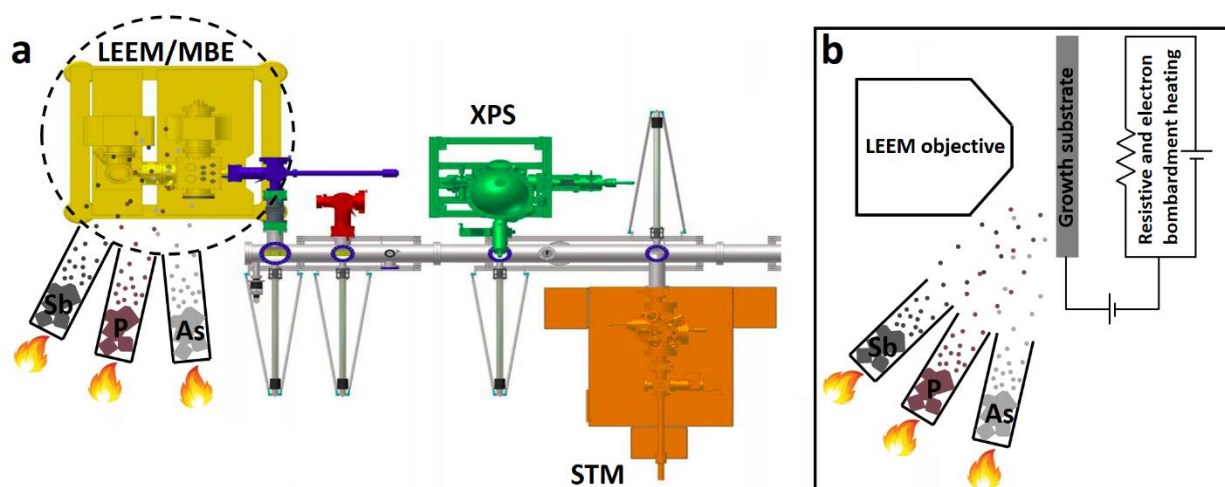 a
LEEM/MBE
XPS
Sb
P
As
STM
b
LEEM objective
Growth substrate
Resistive and electron
bombardment heating
Sb
P
As